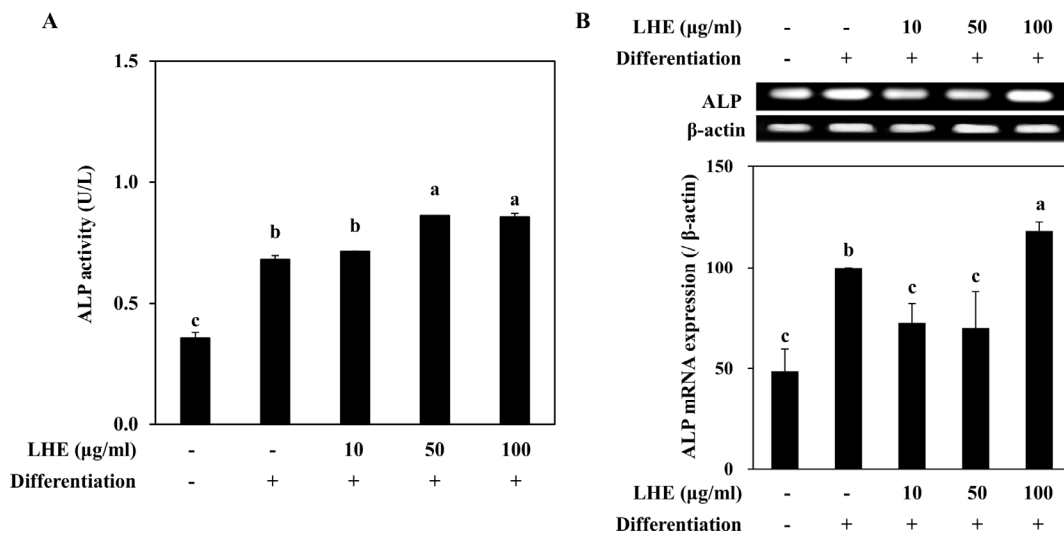 A
1.5
1.0
0.5
0.0
ALP activity (U/L)
c
b
b
a
a
LHE (μg/ml) - - 10 50 100
Differentiation - + + + +
B
LHE (μg/ml) - - 10 50 100
Differentiation - + + + +
ALP
β-actin
150
100
50
0
ALP mRNA expression (/ β-actin)
c
b
c
c
a
LHE (μg/ml) - - 10 50 100
Differentiation - + + + +